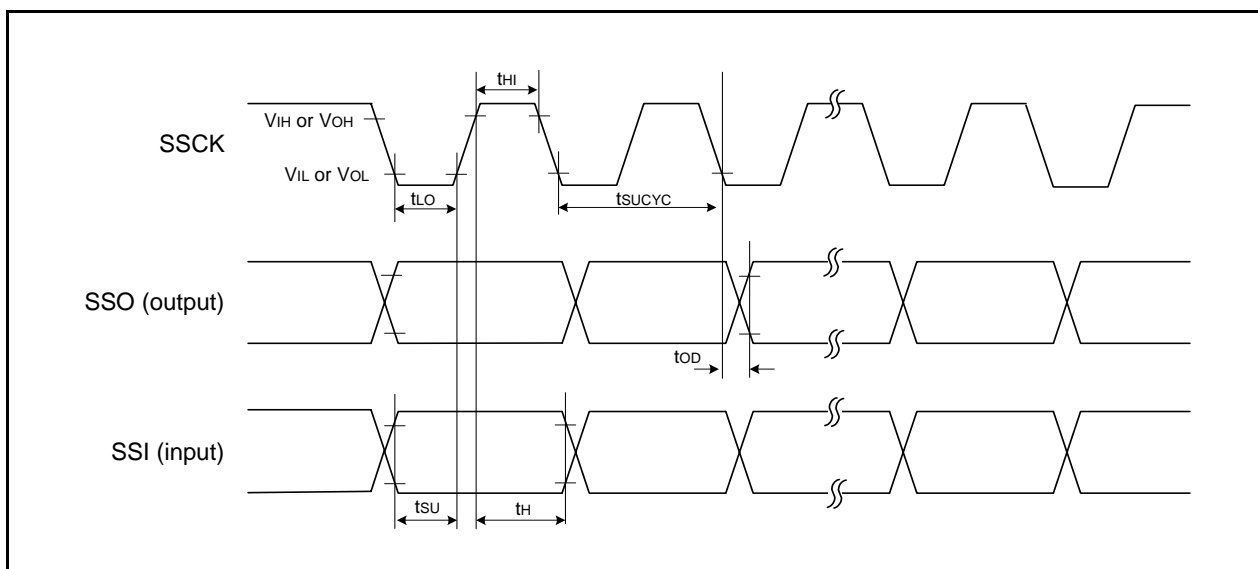 tHI
VIH or VOH
SSCK
VIL or VOL
tLO
tSUCYC
SSO (output)
tOD
SSI (input)
tSU
tH